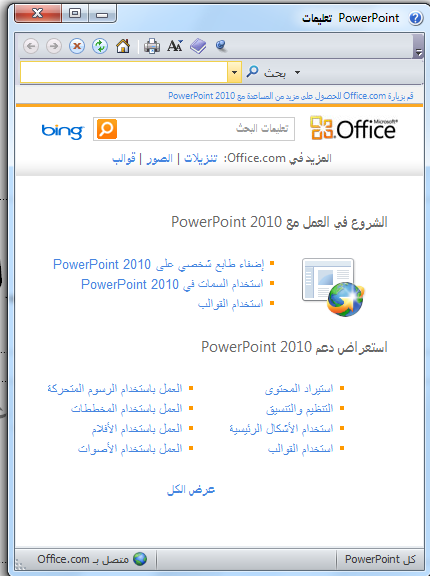 تعليمات PowerPoint
بحث
قم بزيارة Office.com للحصول على مزيد من المساعدة مع PowerPoint 2010
Microsoft®
Office
تعليمات البحث
bing™
المزيد في Office.com: تنزيلات | الصور | قوالب
الشروع في العمل مع PowerPoint 2010
إضفاء طابع شخصي على PowerPoint 2010
استخدام السمات في PowerPoint 2010
استخدام القوالب
استعراض دعم PowerPoint 2010
استيراد المحتوى
التنظيم والتنسيق
استخدام الأشكال الرئيسية
استخدام القوالب
العمل باستخدام الرسوم المتحركة
العمل باستخدام المخططات
العمل باستخدام الأفلام
العمل باستخدام الأصوات
عرض الكل
كل PowerPoint
متصل بـ Office.com